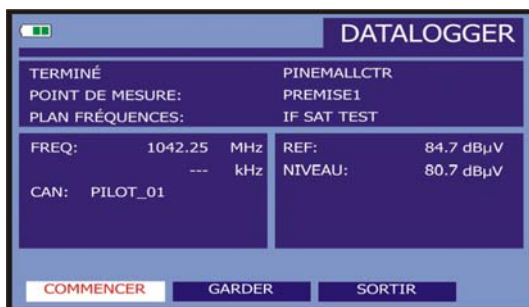 DATALOGGER
TERMINÉ PINEMALLCTR
POINT DE MESURE: PREMISE1
PLAN FRÉQUENCES: IF SAT TEST
FREQ: 1042.25 MHz
--- kHz
CAN: PILOT_01
REF: 84.7 dBµV
NIVEAU: 80.7 dBµV
COMMENCER GARDER SORTIR